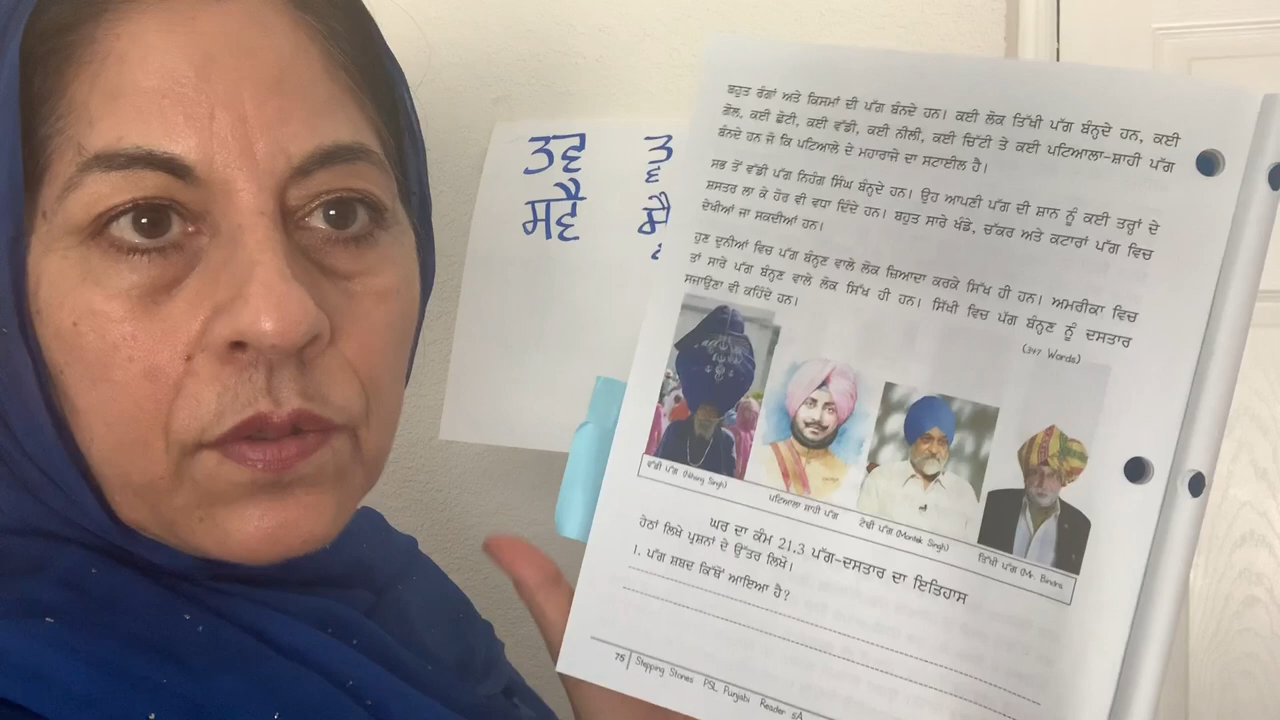 ਤਵ
ਸਵੈ
ਬਹੁਤ ਰੰਗਾਂ ਅਤੇ ਕਿਸਮਾਂ ਦੀ ਪੱਗ ਬੰਨਦੇ ਹਨ। ਕਈ ਲੋਕ ਤਿੱਖੀ ਪੱਗ ਬੰਨ੍ਹਦੇ ਹਨ, ਕਈ
ਗੋਲ, ਕਈ ਛੋਟੀ, ਕਈ ਵੱਡੀ, ਕਈ ਨੀਲੀ, ਕਈ ਚਿੱਟੀ ਤੇ ਕਈ ਪਟਿਆਲਾ-ਸ਼ਾਹੀ ਪੱਗ
ਬੰਨਦੇ ਹਨ ਜੋ ਕਿ ਪਟਿਆਲੇ ਦੇ ਮਹਾਰਾਜੇ ਦਾ ਸਟਾਈਲ ਹੈ।
ਸਭ ਤੋਂ ਵੱਡੀ ਪੱਗ ਨਿਹੰਗ ਸਿੰਘ ਬੰਨ੍ਹਦੇ ਹਨ। ਉਹ ਆਪਣੀ ਪੱਗ ਦੀ ਸ਼ਾਨ ਨੂੰ ਕਈ ਤਰ੍ਹਾਂ ਦੇ
ਸ਼ਸਤਰ ਲਾ ਕੇ ਹੋਰ ਵੀ ਵਧਾ ਦਿੰਦੇ ਹਨ। ਬਹੁਤ ਸਾਰੇ ਖੰਡੇ, ਚੱਕਰ ਅਤੇ ਕਟਾਰਾਂ ਪੱਗ ਵਿਚ
ਦੇਖੀਆਂ ਜਾ ਸਕਦੀਆਂ ਹਨ।
ਹੁਣ ਦੁਨੀਆਂ ਵਿਚ ਪੱਗ ਬੰਨ੍ਹਣ ਵਾਲੇ ਲੋਕ ਜ਼ਿਆਦਾ ਕਰਕੇ ਸਿੱਖ ਹੀ ਹਨ। ਅਮਰੀਕਾ ਵਿਚ
ਤਾਂ ਸਾਰੇ ਪੱਗ ਬੰਨ੍ਹਣ ਵਾਲੇ ਲੋਕ ਸਿੱਖ ਹੀ ਹਨ। ਸਿੱਖੀ ਵਿਚ ਪੱਗ ਬੰਨ੍ਹਣ ਨੂੰ ਦਸਤਾਰ
ਸਜਾਉਣਾ ਵੀ ਕਹਿੰਦੇ ਹਨ।
(347 Words)
ਵੱਡੀ ਪੱਗ (Nihang Singh)
ਪਟਿਆਲਾ ਸ਼ਾਹੀ ਪੱਗ
ਟੇਢੀ ਪੱਗ (Montek Singh)
ਤਿੱਖੀ ਪੱਗ (Mr. Bindra
ਘਰ ਦਾ ਕੰਮ 21.3 ਪੱਗ-ਦਸਤਾਰ ਦਾ ਇਤਿਹਾਸ
ਹੇਠਾਂ ਲਿਖੇ ਪ੍ਰਸ਼ਨਾਂ ਦੇ ਉੱਤਰ ਲਿਖੋ।
1. ਪੱਗ ਸ਼ਬਦ ਕਿੱਥੋਂ ਆਇਆ ਹੈ?
75 | Stepping Stones PSL Punjabi Reader 5A